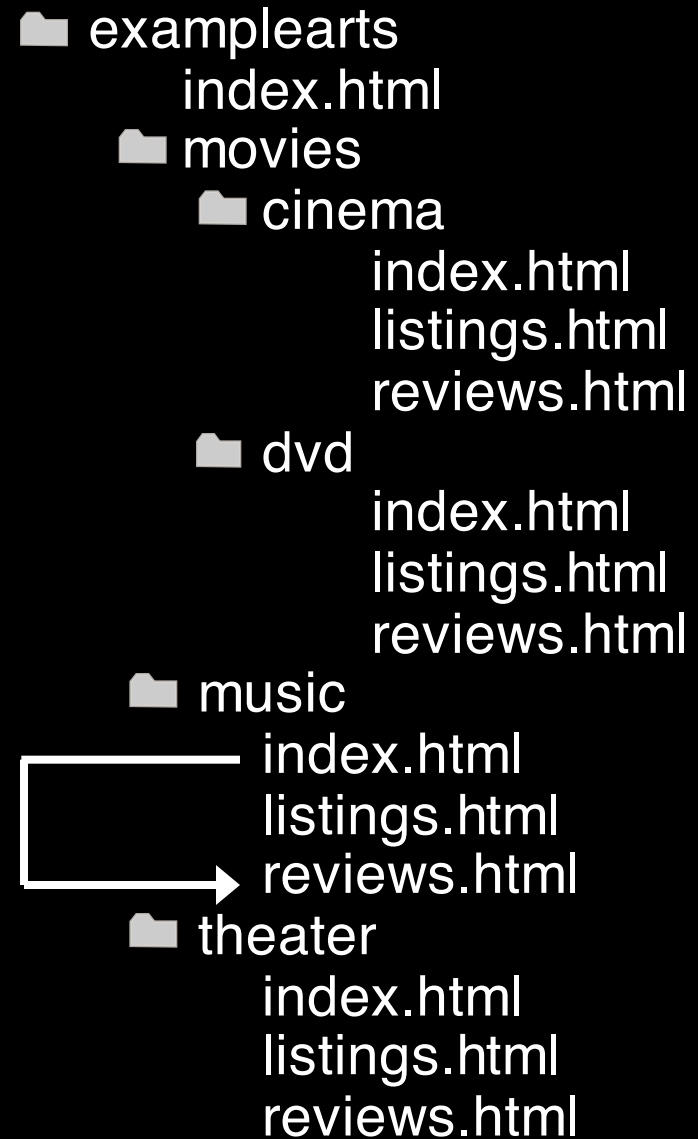 examplearts
index.html
movies
cinema
index.html
listings.html
reviews.html
dvd
index.html
listings.html
reviews.html
music
index.html
listings.html
reviews.html
theater
index.html
listings.html
reviews.html